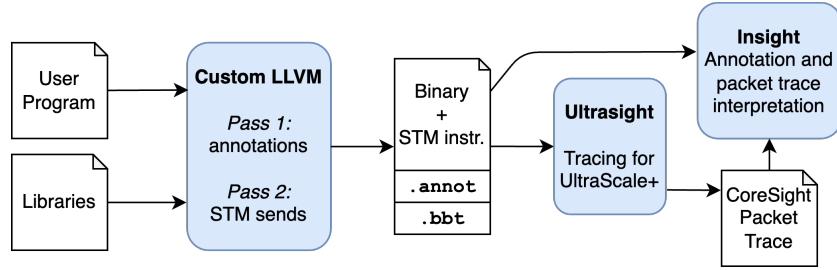 User
Program
Libraries
Custom LLVM
Pass 1:
annotations
Pass 2:
STM sends
Binary
+
STM instr.
.annot
.bbt
Ultrasight
Tracing for
UltraScale+
Insight
Annotation and
packet trace
interpretation
CoreSight
Packet
Trace